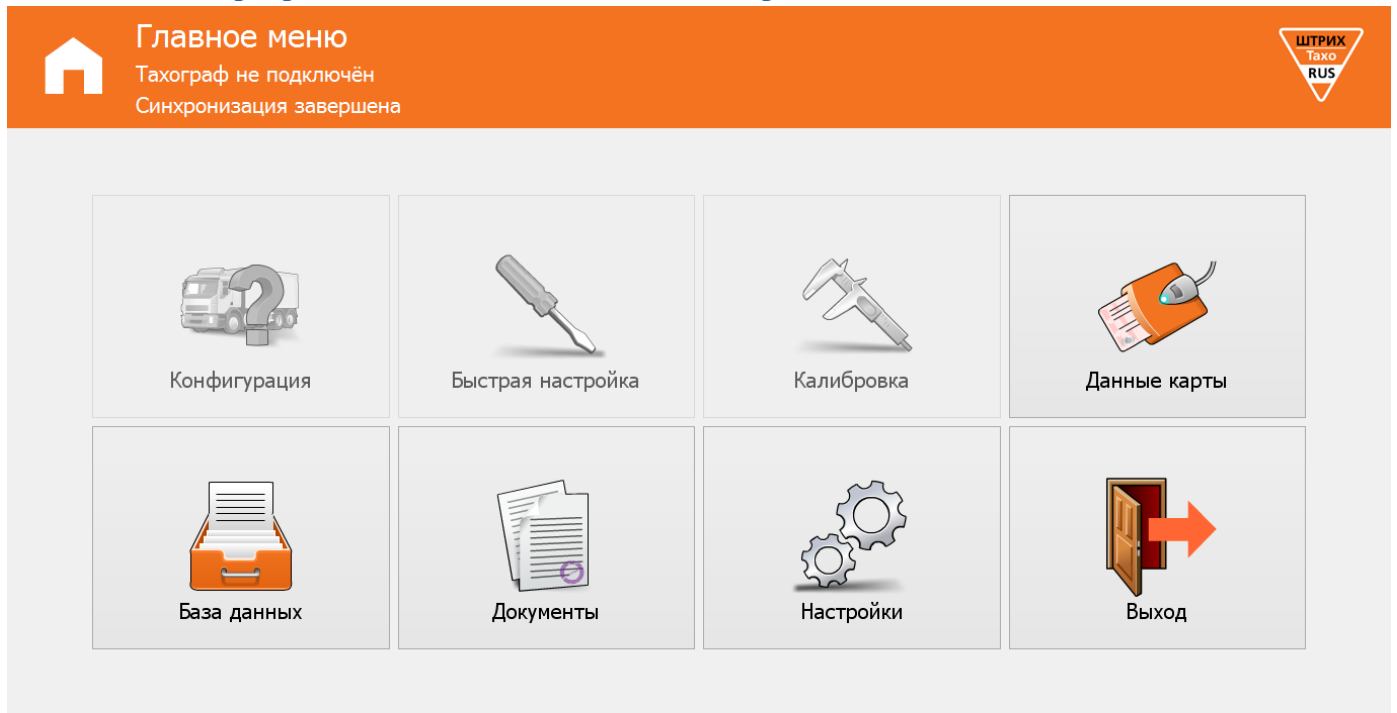 Главное меню
Тахограф не подключён
Синхронизация завершена
ШТРИХ
Тахо
RUS
Конфигурация
Быстрая настройка
Калибровка
Данные карты
База данных
Документы
Настройки
Выход